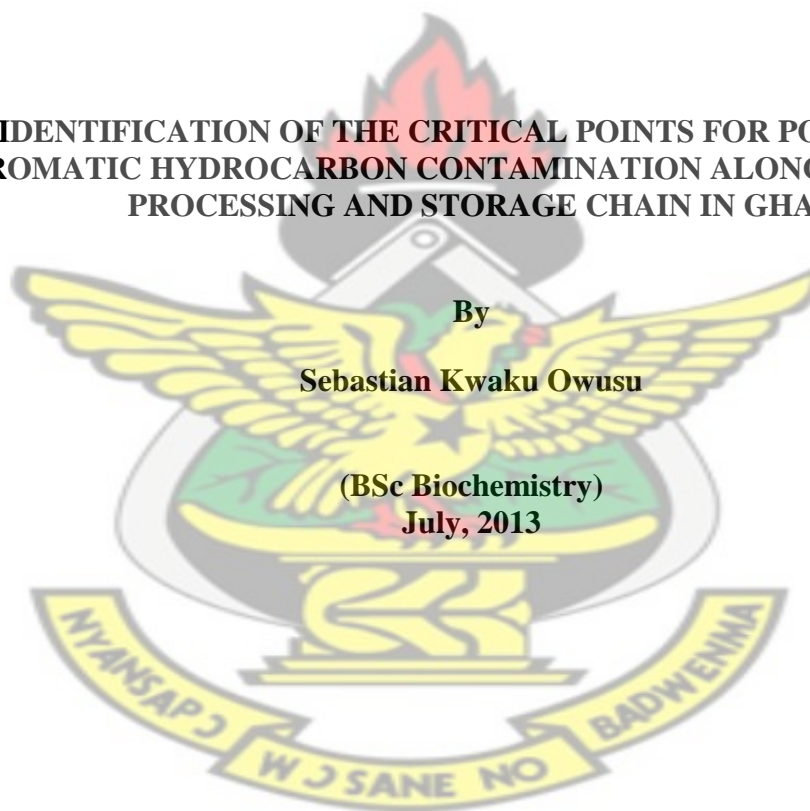 IDENTIFICATION OF THE CRITICAL POINTS FOR PO
ROMATIC HYDROCARBON CONTAMINATION ALONG
PROCESSING AND STORAGE CHAIN IN GHA
By
Sebastian Kwaku Owusu
(BSc Biochemistry)
July, 2013
NYANSAPƆ WƆ SANE NO BADWENMA